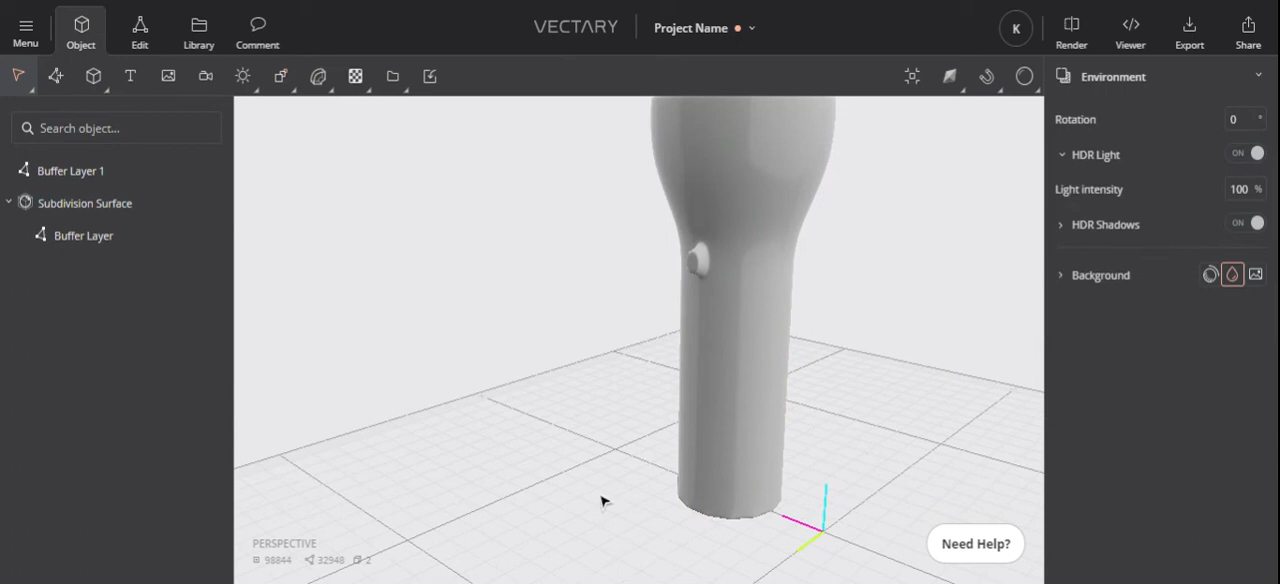 Menu
Object
Edit
Library
Comment
VECTARY
Project Name
K
Render
Viewer
Export
Share
T
Environment
Search object...
Buffer Layer 1
Subdivision Surface
Buffer Layer
Rotation
0 °
HDR Light
ON
Light intensity
100 %
HDR Shadows
ON
Background
PERSPECTIVE
98844 32948 2
Need Help?